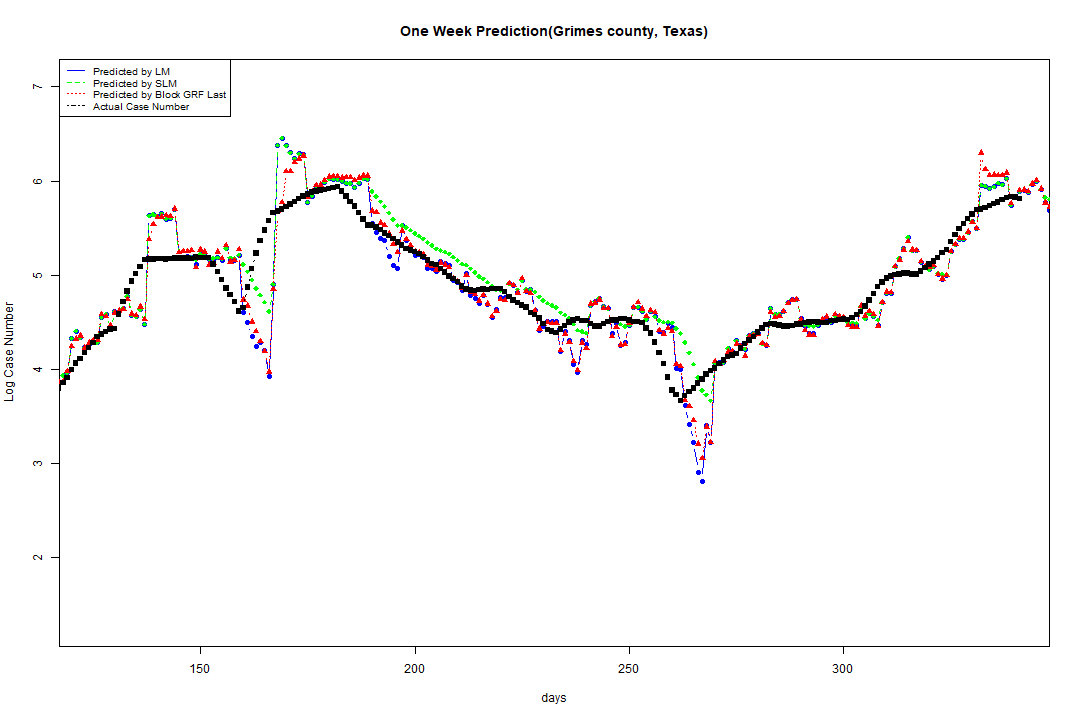 One Week Prediction(Grimes county, Texas)
Predicted by LM
Predicted by SLM
Predicted by Block GRF Last
Actual Case Number
7
6
5
4
3
2
Log Case Number
150 200 250 300
days